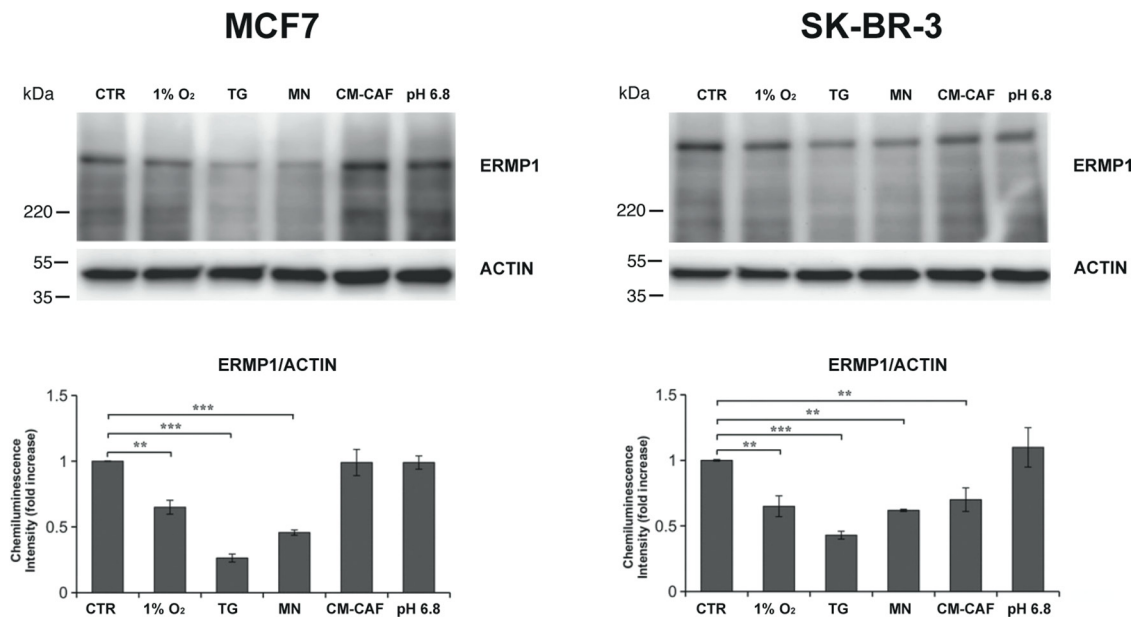 MCF7
kDa CTR 1% O₂ TG MN CM-CAF pH 6.8
ERMP1
220
55
ACTIN
35
ERMP1/ACTIN
Chemiluminescence
Intensity (fold increase)
1.5
***
***
**
1
0.5
0
CTR 1% O₂ TG MN CM-CAF pH 6.8
SK-BR-3
kDa CTR 1% O₂ TG MN CM-CAF pH 6.8
ERMP1
220
55
ACTIN
35
ERMP1/ACTIN
Chemiluminescence
Intensity (fold increase)
1.5
**
**
***
**
1
0.5
0
CTR 1% O₂ TG MN CM-CAF pH 6.8